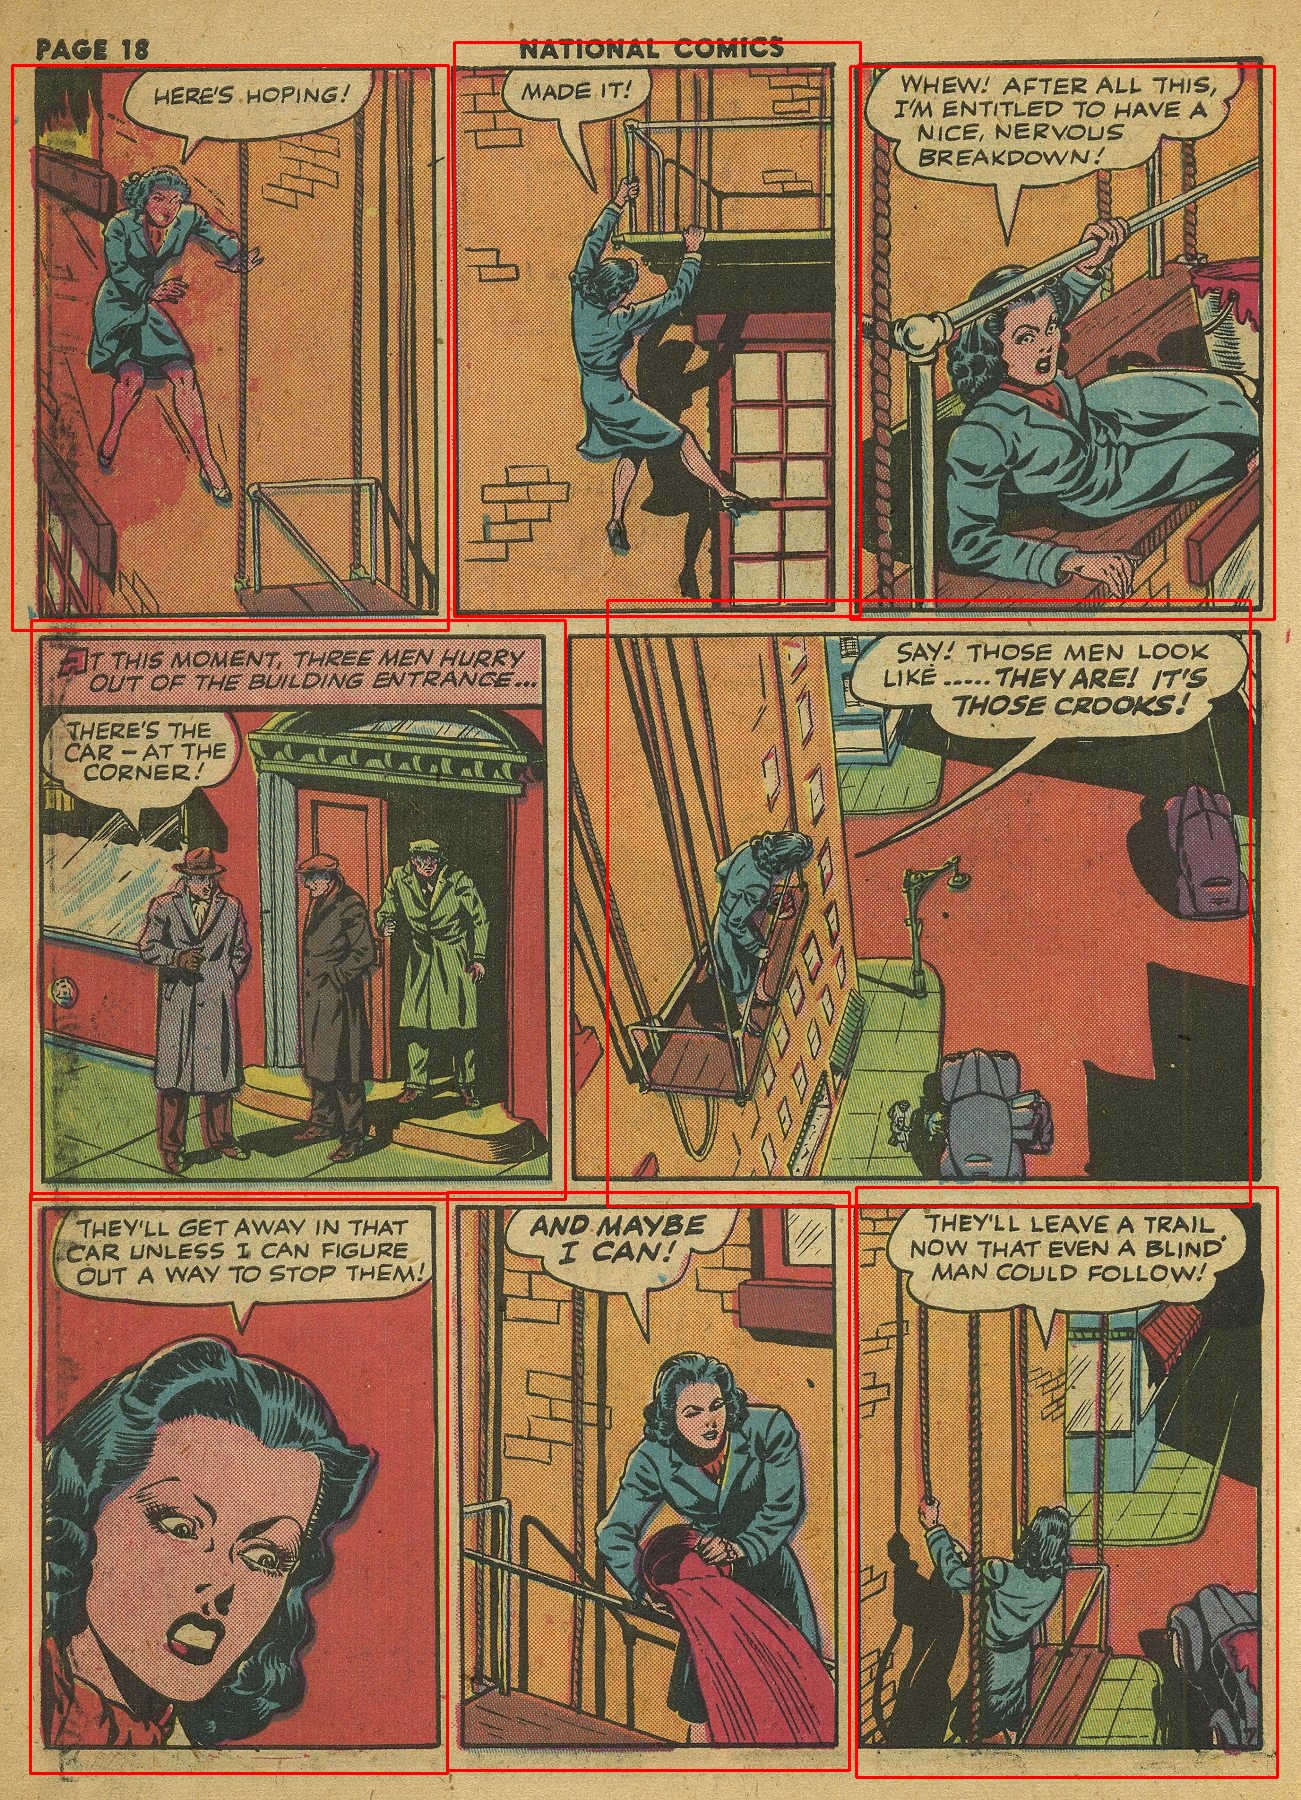 PAGE 18
NATIONAL COMICS
HERE'S HOPING!
MADE IT!
WHEW! AFTER ALL THIS,
I'M ENTITLED TO HAVE A
NICE, NERVOUS
BREAKDOWN!
AT THIS MOMENT, THREE MEN HURRY
OUT OF THE BUILDING ENTRANCE...
THERE'S THE
CAR - AT THE
CORNER!
SAY! THOSE MEN LOOK
LIKE ..... THEY ARE! IT'S
THOSE CROOKS!
THEY'LL GET AWAY IN THAT
CAR UNLESS I CAN FIGURE
OUT A WAY TO STOP THEM!
AND MAYBE
I CAN!
THEY'LL LEAVE A TRAIL
NOW THAT EVEN A BLIND
MAN COULD FOLLOW!
7